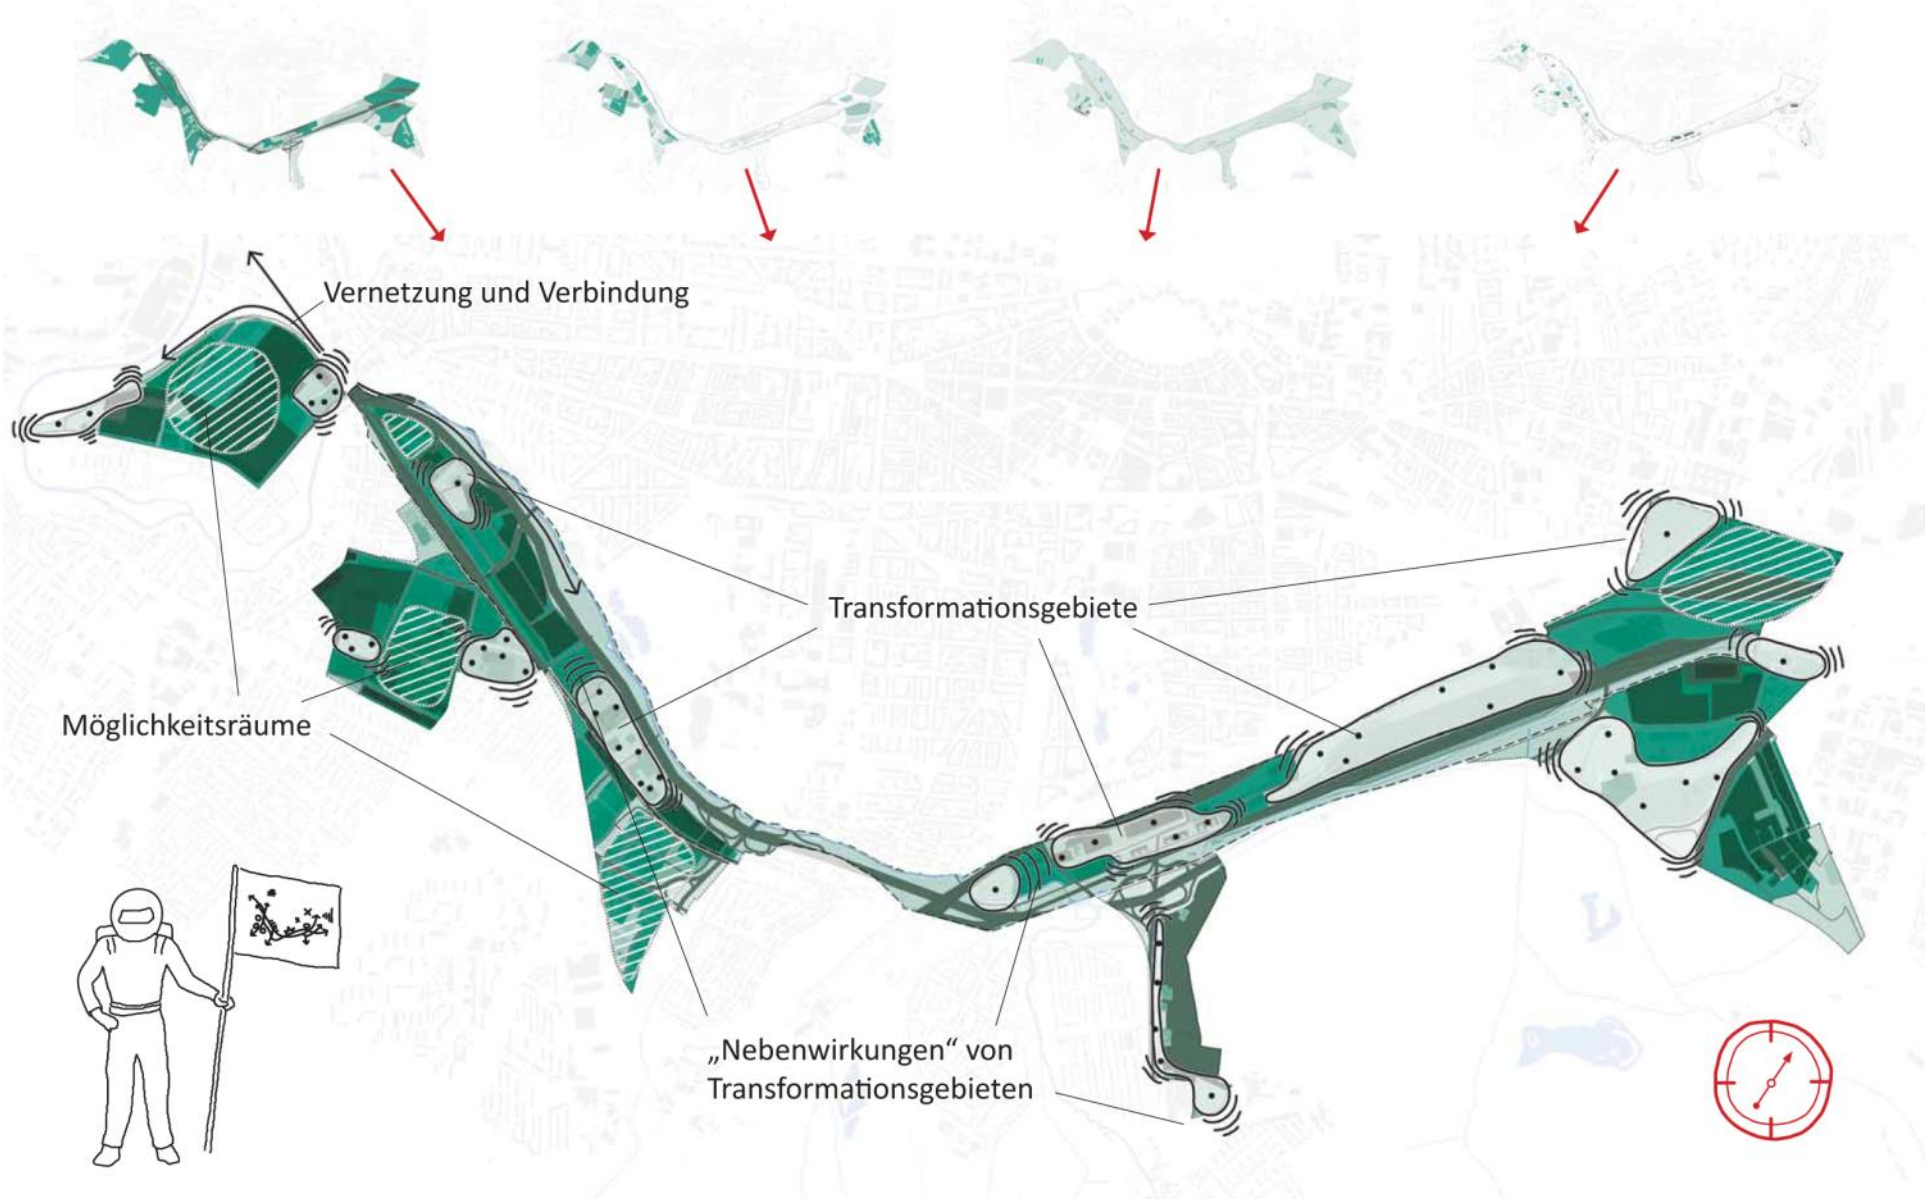 Vernetzung und Verbindung
Transformationsgebiete
Möglichkeitsräume
„Nebenwirkungen“ von
Transformationsgebieten